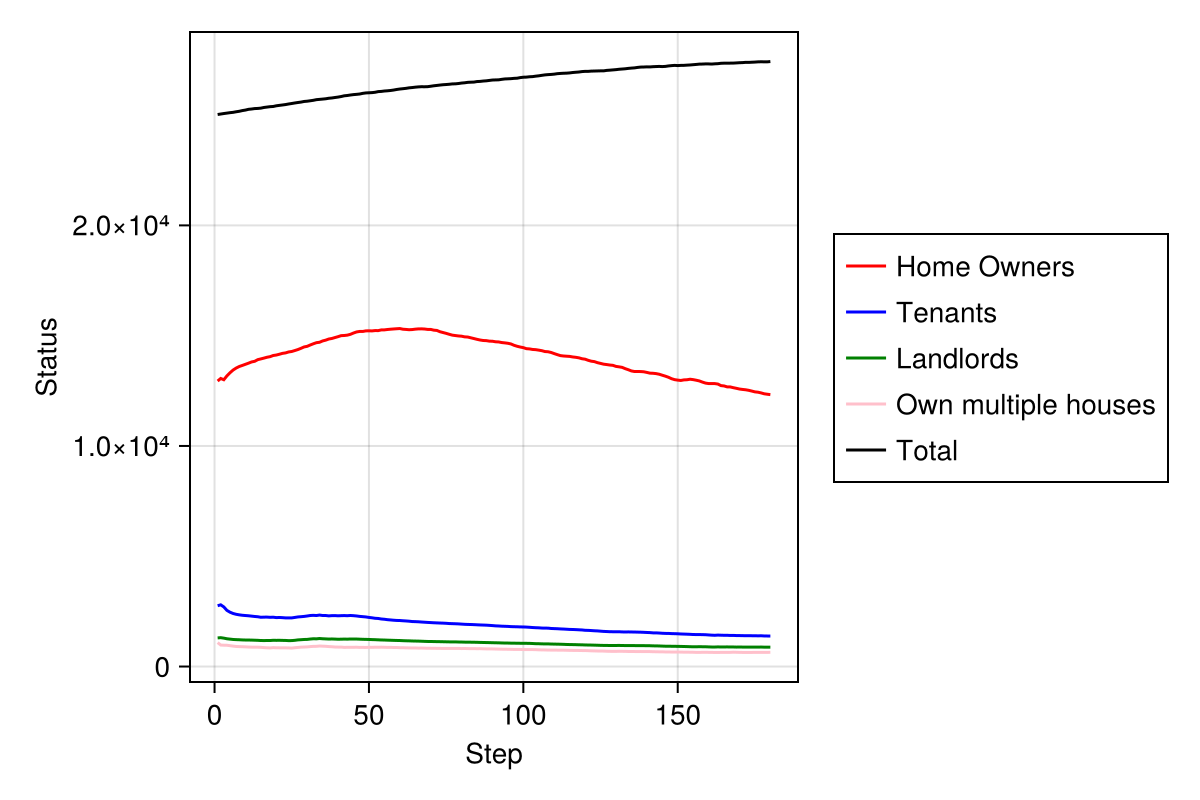 Status
2.0×10⁴
1.0×10⁴
0
0 50 100 150
Step
Home Owners
Tenants
Landlords
Own multiple houses
Total